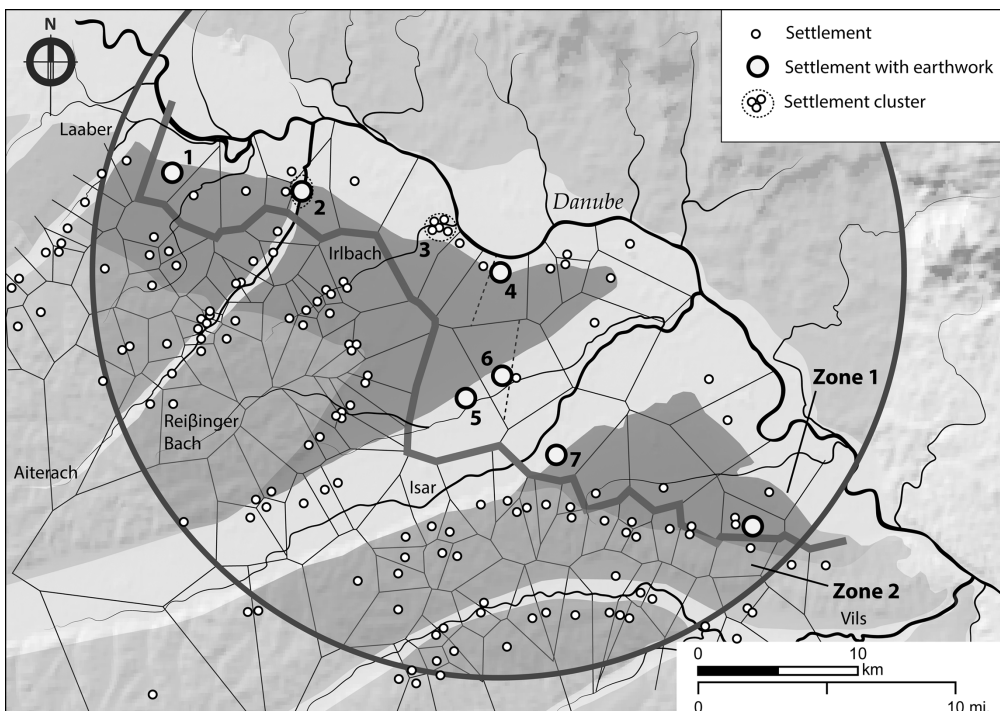 N
Settlement
Settlement with earthwork
Settlement cluster
Laaber
1
2
Danube
Irlbach
3
4
6
5
Zone 1
Reißinger
Bach
7
Aiterach
Isar
Zone 2
Vils
0
10
km
0
10 mi